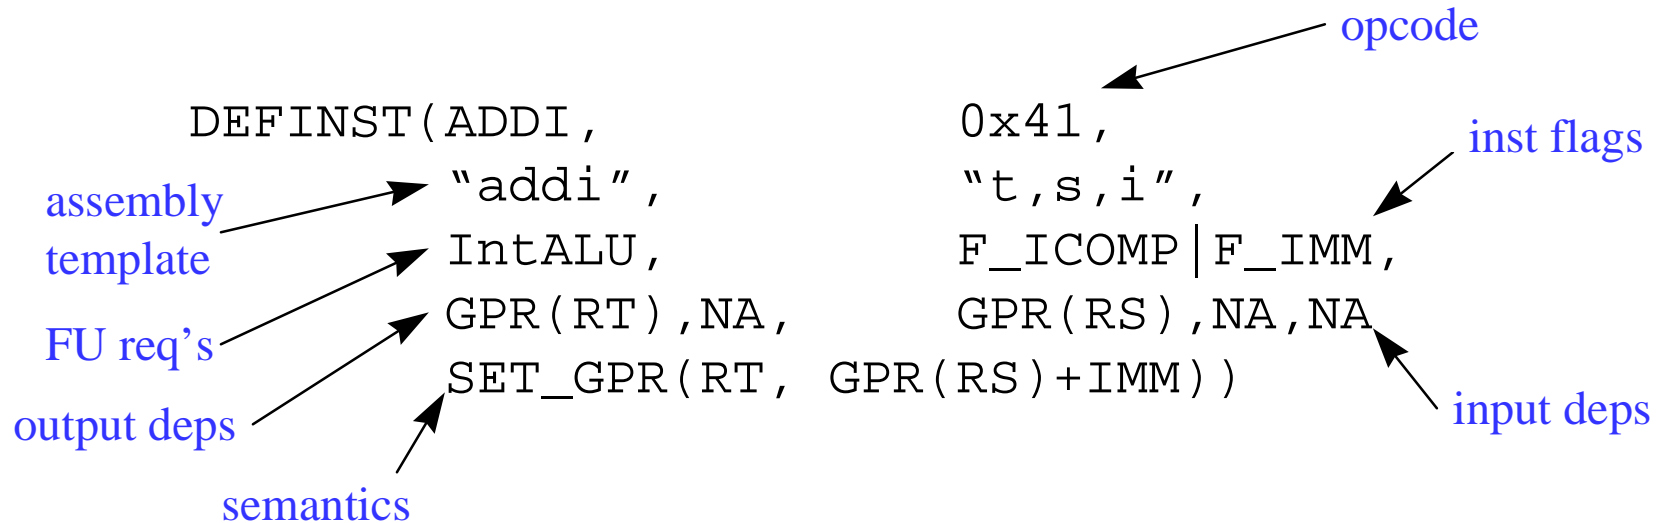 opcode
DEFINST(ADDI, 0x41,
inst flags
assembly
template
“addi”, “t,s,i”,
IntALU, F_ICOMP|F_IMM,
FU req’s
GPR(RT),NA, GPR(RS),NA,NA
SET_GPR(RT, GPR(RS)+IMM))
output deps
input deps
semantics